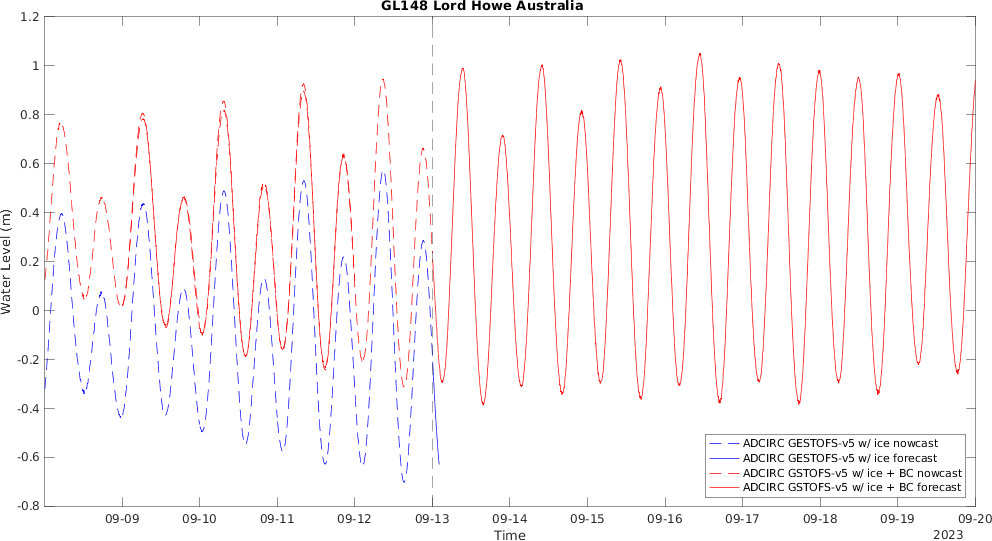 GL148 Lord Howe Australia
1.2
1
0.8
0.6
0.4
0.2
0
-0.2
-0.4
-0.6
-0.8
Water Level (m)
ADCIRC GESTOFS-v5 w/ ice nowcast
ADCIRC GESTOFS-v5 w/ ice forecast
ADCIRC GSTOFS-v5 w/ ice + BC nowcast
ADCIRC GSTOFS-v5 w/ ice + BC forecast
09-09 09-10 09-11 09-12 09-13 09-14 09-15 09-16 09-17 09-18 09-19 09-20
Time
2023